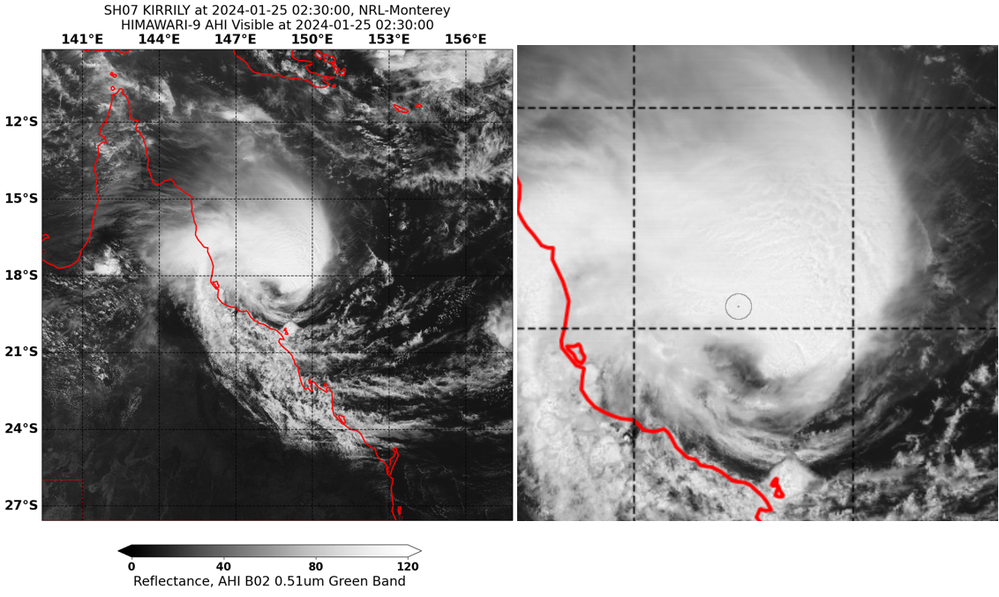 SH07 KIRRILY at 2024-01-25 02:30:00, NRL-Monterey
HIMAWARI-9 AHI Visible at 2024-01-25 02:30:00
141°E 144°E 147°E 150°E 153°E 156°E
12°S
15°S
18°S
21°S
24°S
27°S
0 40 80 120
Reflectance, AHI B02 0.51um Green Band